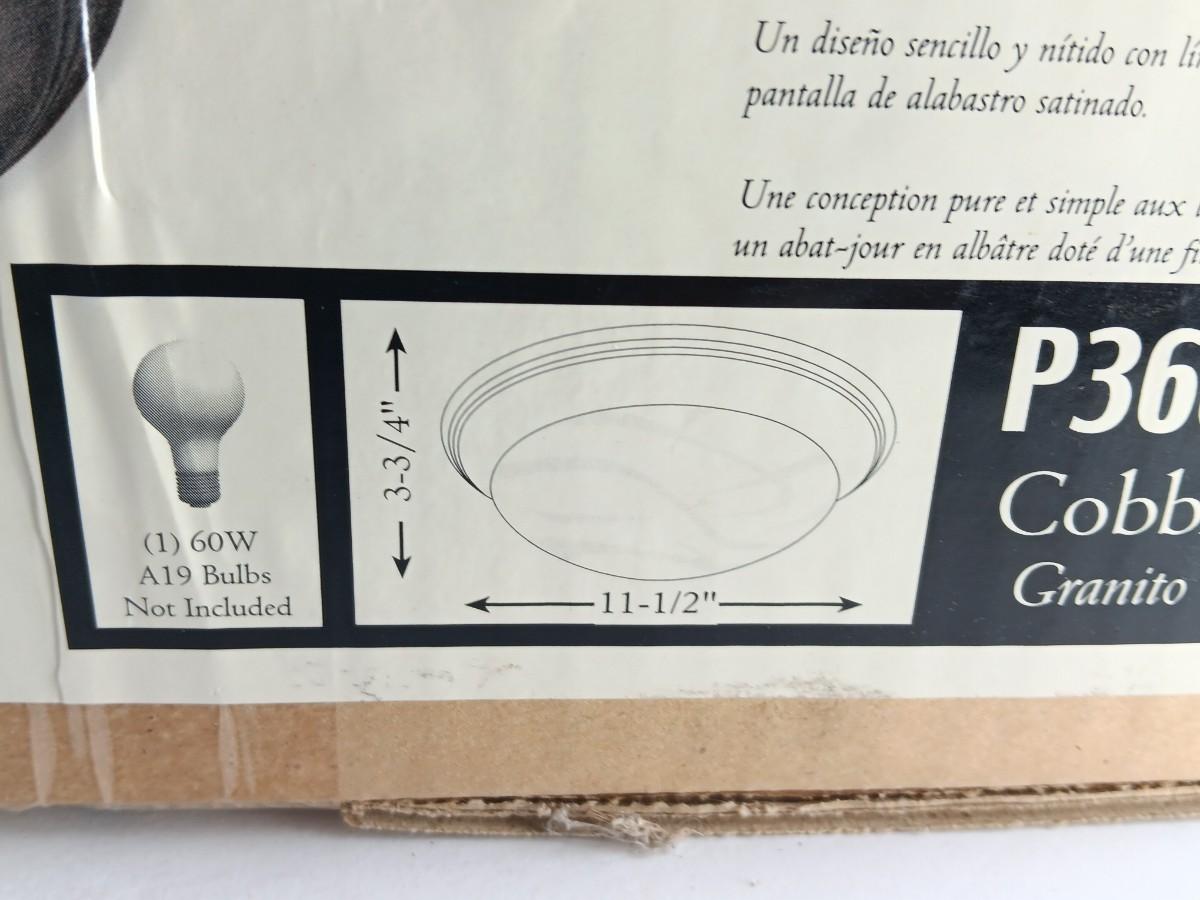 Un diseño sencillo y nítido con
pantalla de alabastro satinado.
Une conception pure et simple aux
un abat-jour en albâtre doté d'une
(1) 60W
A19 Bulbs
Not Included
3-3/4"
11-1/2"
P36
Cobb
Granito